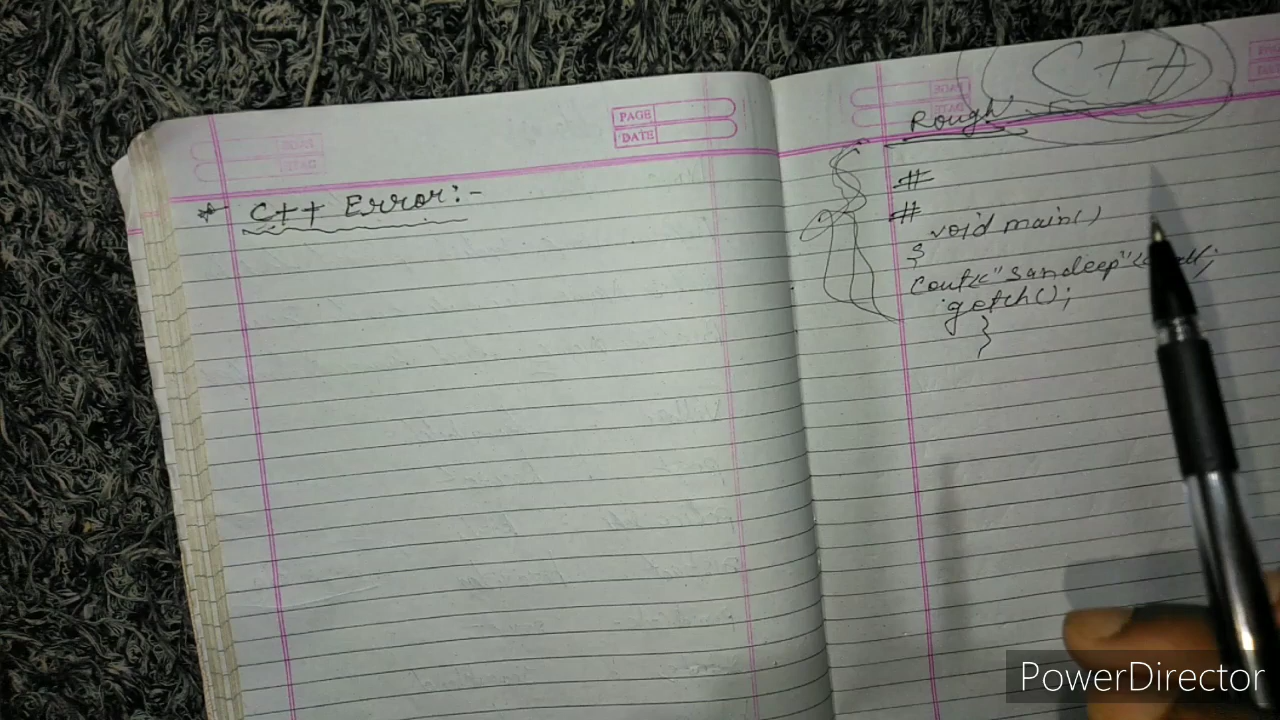 PAGE
DATE
* C++ Error:-
C++
Rough
#
#
void main()
{
cout<<"Sandeep"<<
getch();
}
PowerDirector